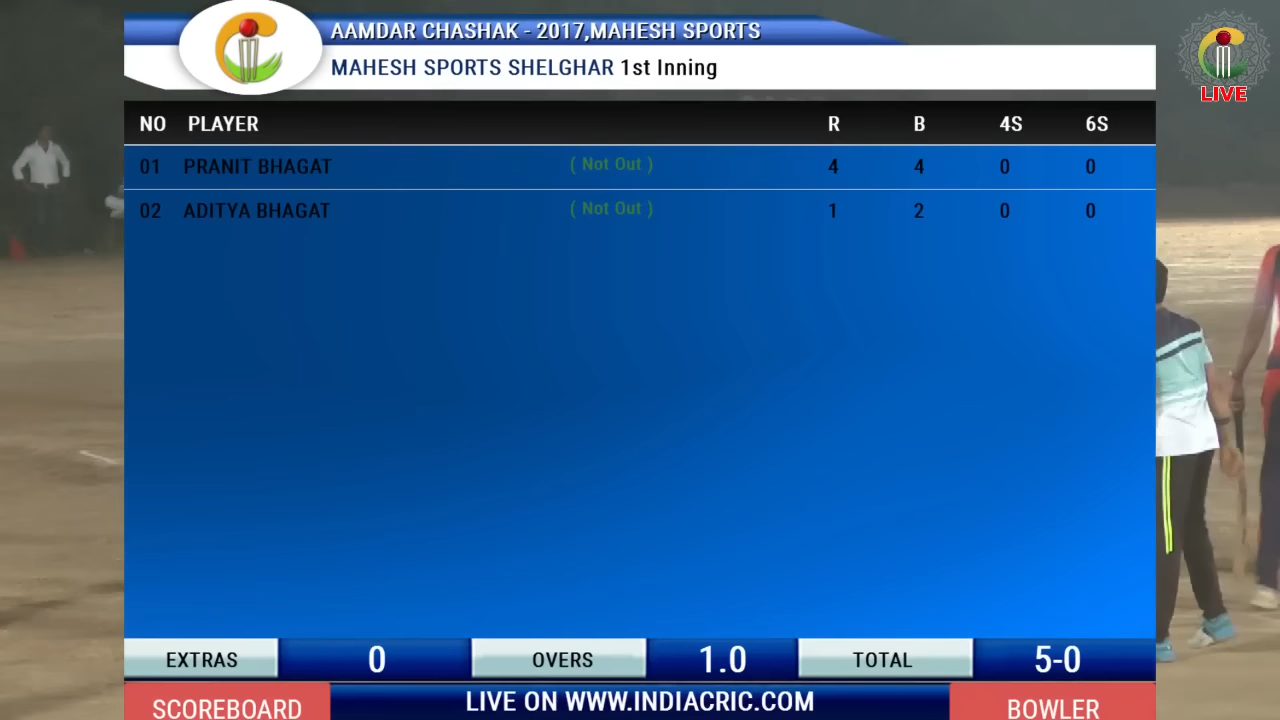 AAMDAR CHASHAK - 2017,MAHESH SPORTS
MAHESH SPORTS SHELGHAR 1st Inning
LIVE
NO PLAYER R B 4S 6S
01 PRANIT BHAGAT ( Not Out ) 4 4 0 0
02 ADITYA BHAGAT ( Not Out ) 1 2 0 0
EXTRAS 0 OVERS 1.0 TOTAL 5-0
SCOREBOARD LIVE ON WWW.INDIACRIC.COM BOWLER